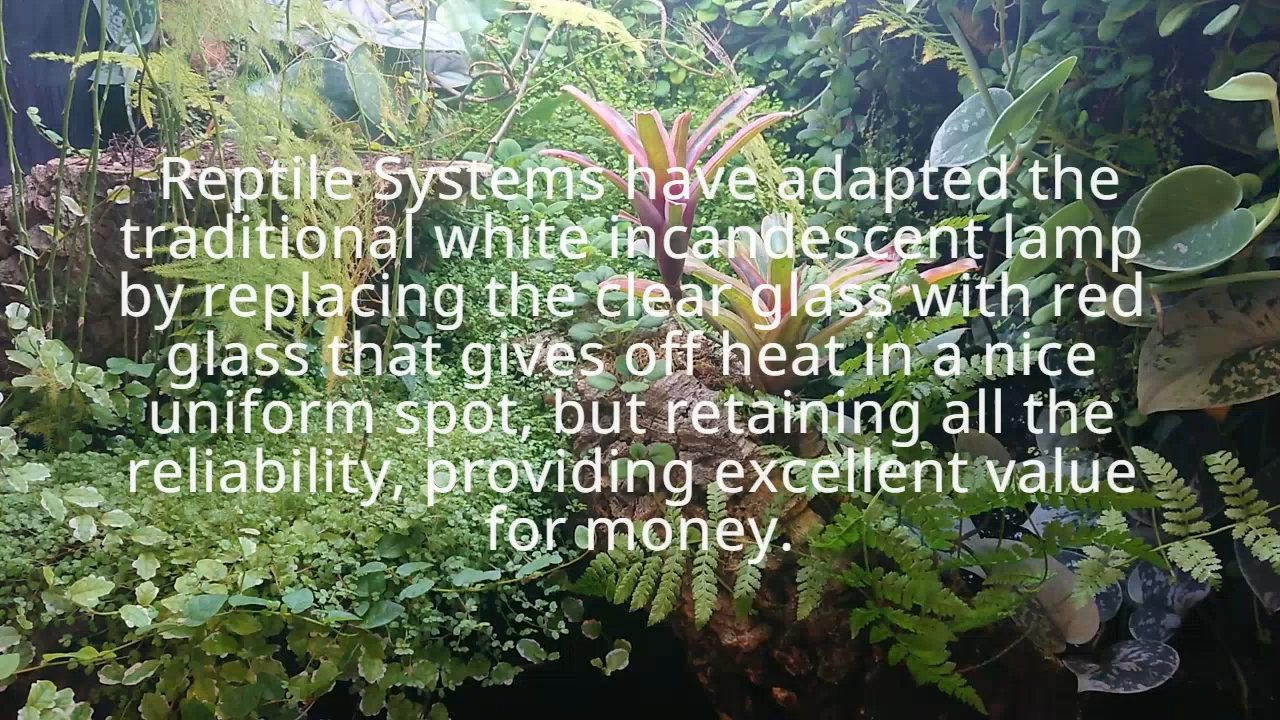 Reptile Systems have adapted the
traditional white incandescent lamp
by replacing the clear glass with red
glass that gives off heat in a nice
uniform spot, but retaining all the
reliability, providing excellent value
for money.